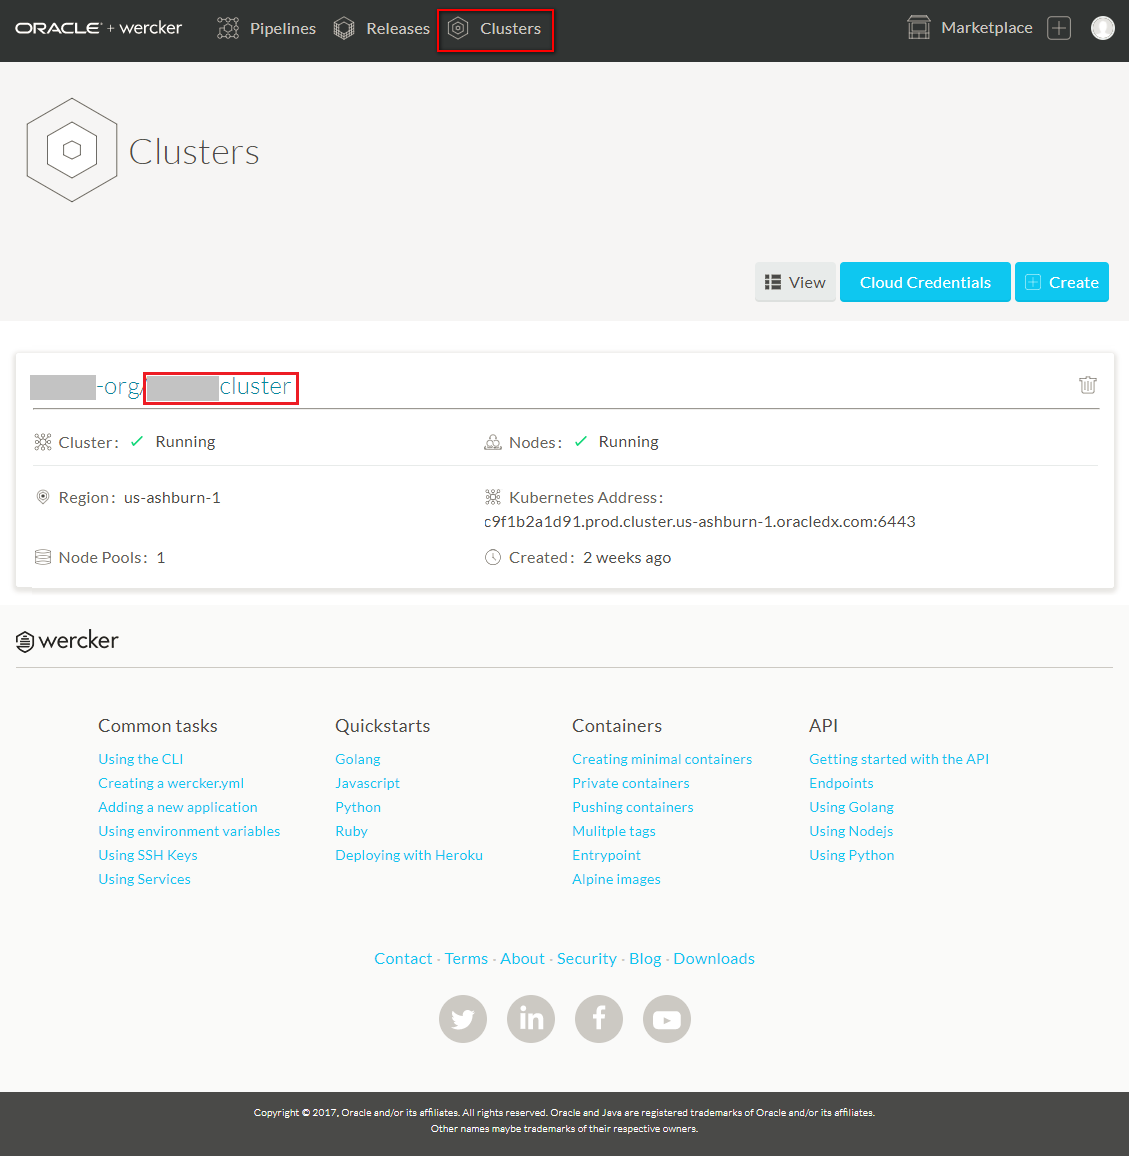 ORACLE + wercker Pipelines Releases Clusters Marketplace
Clusters
View Cloud Credentials Create
-org/ cluster
Cluster: Running Nodes: Running
Region: us-ashburn-1 Kubernetes Address:
c9f1b2a1d91.prod.cluster.us-ashburn-1.oracledx.com:6443
Node Pools: 1 Created: 2 weeks ago
wercker
Common tasks Quickstarts Containers API
Using the CLI Golang Creating minimal containers Getting started with the API
Creating a wercker.yml Javascript Private containers Endpoints
Adding a new application Python Pushing containers Using Golang
Using environment variables Ruby Mulitple tags Using Nodejs
Using SSH Keys Deploying with Heroku Entrypoint Using Python
Using Services Alpine images
Contact - Terms - About - Security - Blog - Downloads
Copyright © 2017, Oracle and/or its affiliates. All rights reserved. Oracle and Java are registered trademarks of Oracle and/or its affiliates.
Other names maybe trademarks of their respective owners.